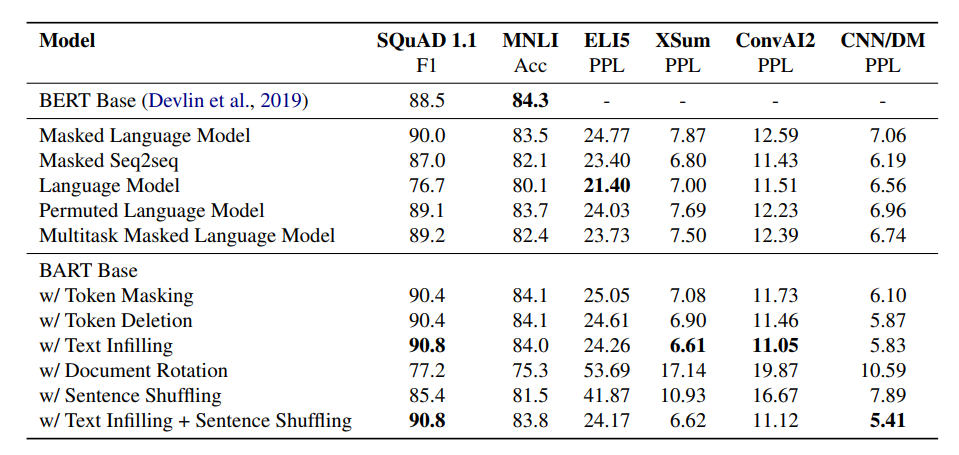 Model SQuAD 1.1 MNLI ELI5 XSum ConvAI2 CNN/DM
F1 Acc PPL PPL PPL PPL
BERT Base (Devlin et al., 2019) 88.5 84.3 - - - -
Masked Language Model 90.0 83.5 24.77 7.87 12.59 7.06
Masked Seq2seq 87.0 82.1 23.40 6.80 11.43 6.19
Language Model 76.7 80.1 21.40 7.00 11.51 6.56
Permuted Language Model 89.1 83.7 24.03 7.69 12.23 6.96
Multitask Masked Language Model 89.2 82.4 23.73 7.50 12.39 6.74
BART Base
w/ Token Masking 90.4 84.1 25.05 7.08 11.73 6.10
w/ Token Deletion 90.4 84.1 24.61 6.90 11.46 5.87
w/ Text Infilling 90.8 84.0 24.26 6.61 11.05 5.83
w/ Document Rotation 77.2 75.3 53.69 17.14 19.87 10.59
w/ Sentence Shuffling 85.4 81.5 41.87 10.93 16.67 7.89
w/ Text Infilling + Sentence Shuffling 90.8 83.8 24.17 6.62 11.12 5.41